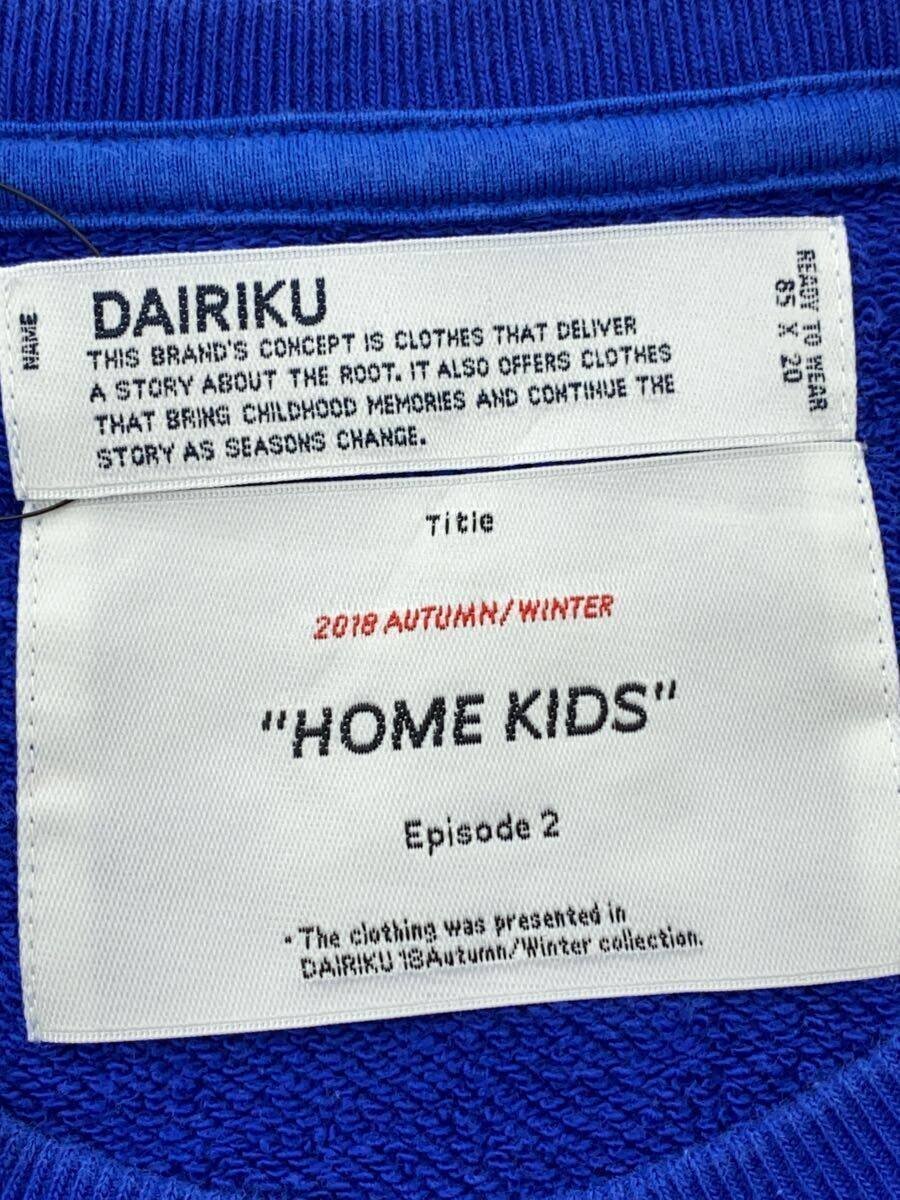 NAME
DAIRIKU
THIS BRAND'S CONCEPT IS CLOTHES THAT DELIVER
A STORY ABOUT THE ROOT. IT ALSO OFFERS CLOTHES
THAT BRING CHILDHOOD MEMORIES AND CONTINUE THE
STORY AS SEASONS CHANGE.
READY TO WEAR
85 X 20
Title
2018 AUTUMN/WINTER
"HOME KIDS"
Episode 2
- The clothing was presented in
DAIRIKU 18Autumn/Winter collection.